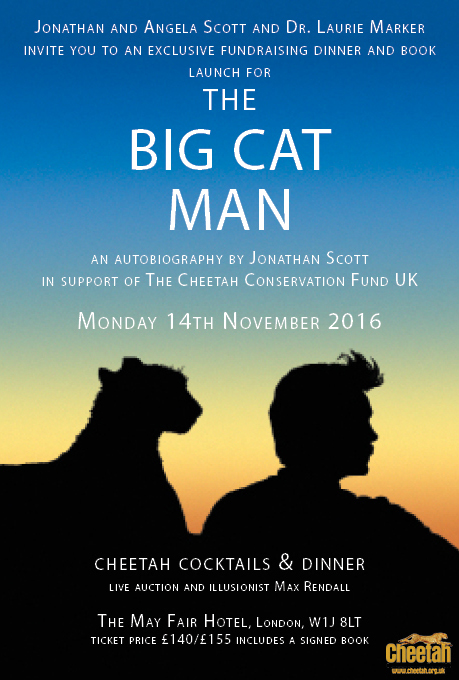 Jonathan and Angela Scott and Dr. Laurie Marker
invite you to an exclusive fundraising dinner and book
launch for
THE
BIG CAT
MAN
an autobiography by Jonathan Scott
in support of The Cheetah Conservation Fund UK
Monday 14th November 2016
cheetah cocktails & dinner
live auction and illusionist Max Rendall
The May Fair Hotel, London, W1J 8LT
ticket price £140/£155 includes a signed book
Cheetah
www.cheetah.org.uk